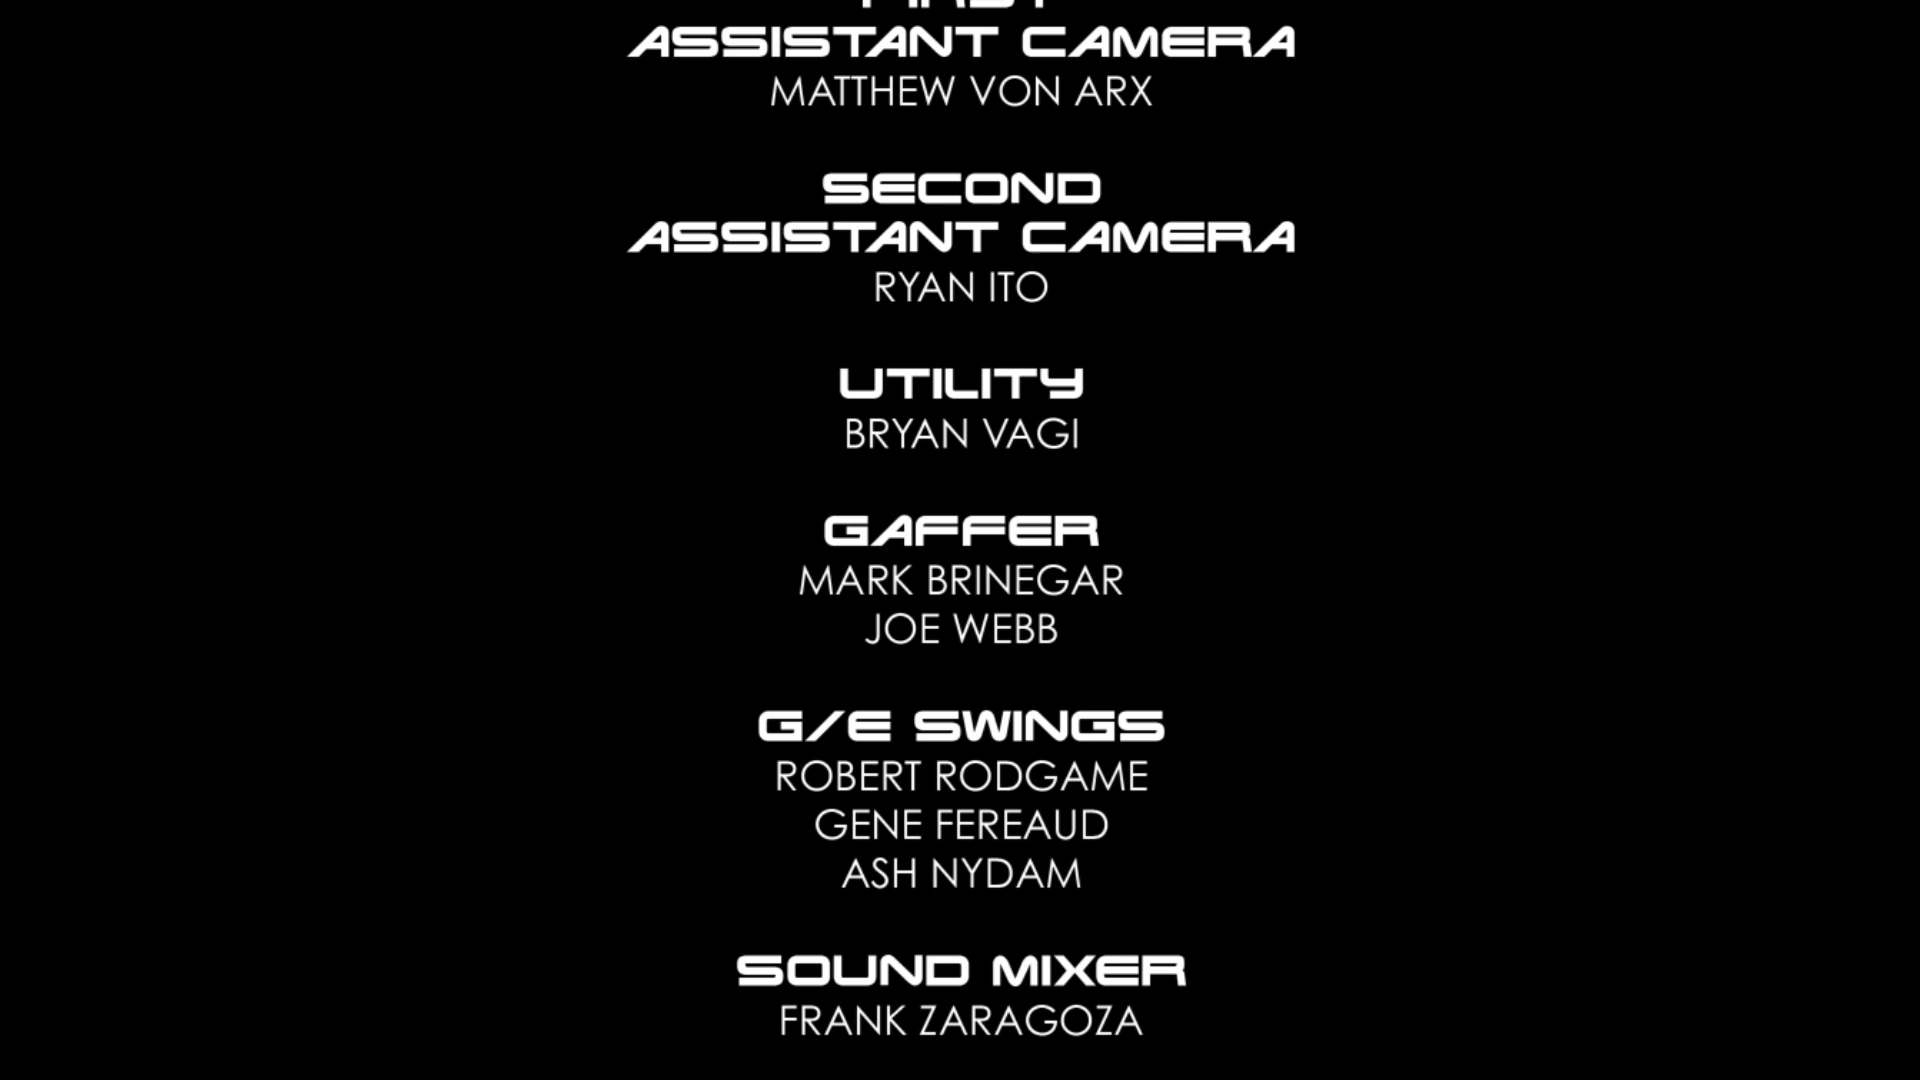 FIRST
ASSISTANT CAMERA
MATTHEW VON ARX
SECOND
ASSISTANT CAMERA
RYAN ITO
UTILITY
BRYAN VAGI
GAFFER
MARK BRINEGAR
JOE WEBB
G/E SWINGS
ROBERT RODGAME
GENE FEREAUD
ASH NYDAM
SOUND MIXER
FRANK ZARAGOZA